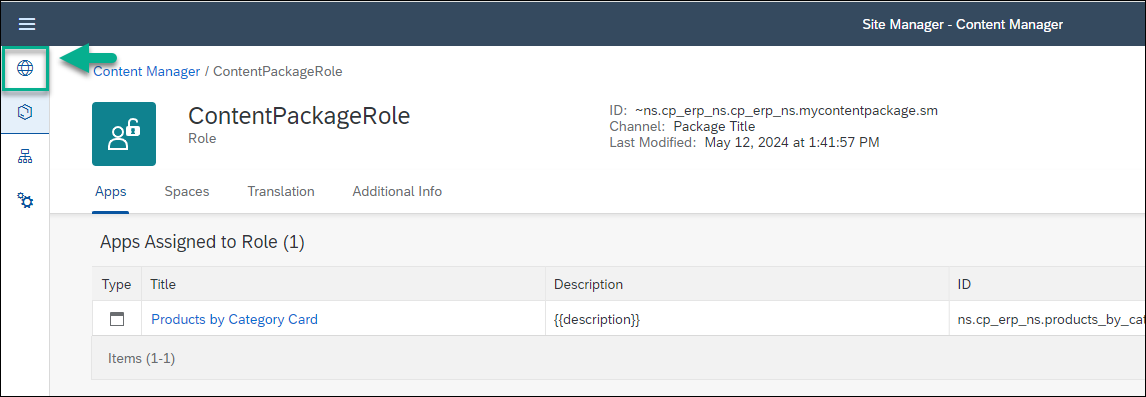 Site Manager - Content Manager
Content Manager / ContentPackageRole
ContentPackageRole
Role
ID: ~ns.cp_erp_ns.cp_erp_ns.mycontentpackage.sm
Channel: Package Title
Last Modified: May 12, 2024 at 1:41:57 PM
Apps Spaces Translation Additional Info
Apps Assigned to Role (1)
Type Title Description ID
Products by Category Card {{description}} ns.cp_erp_ns.products_by_cat
Items (1-1)